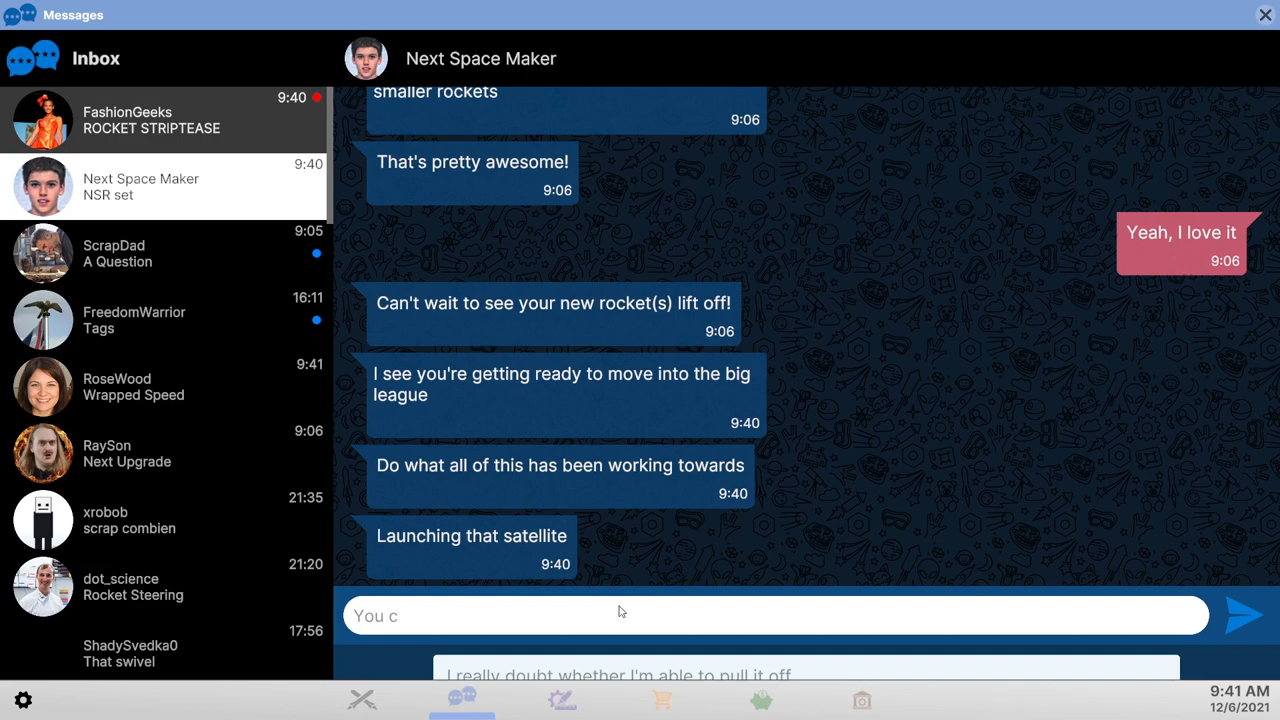 Messages
Inbox
Next Space Maker
FashionGeeks
ROCKET STRIPTEASE
9:40
Next Space Maker
NSR set
9:40
ScrapDad
A Question
9:05
FreedomWarrior
Tags
16:11
RoseWood
Wrapped Speed
9:41
RaySon
Next Upgrade
9:06
xrobob
scrap combien
21:35
dot_science
Rocket Steering
21:20
ShadySvedka0
That swivel
17:56
smaller rockets
9:06
That's pretty awesome!
9:06
Yeah, I love it
9:06
Can't wait to see your new rocket(s) lift off!
9:06
I see you're getting ready to move into the big
league
9:40
Do what all of this has been working towards
9:40
Launching that satellite
9:40
You c
I really doubt whether I'm able to pull it off
9:41 AM
12/6/2021